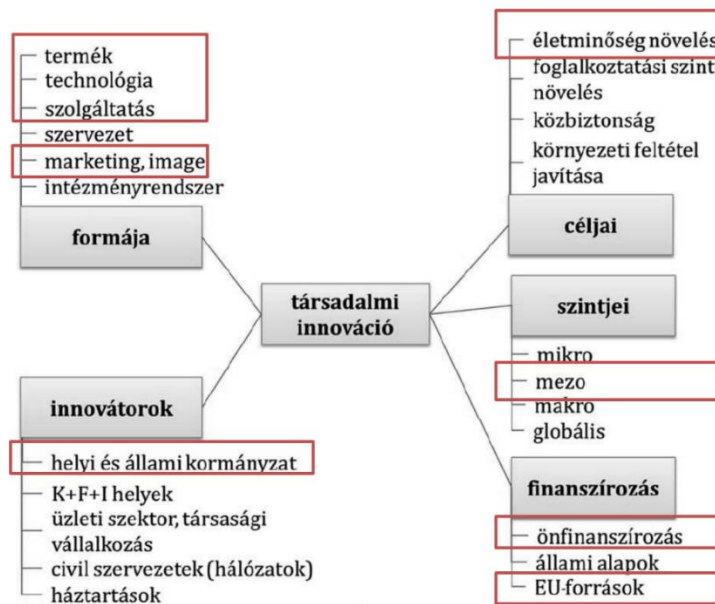 termék
technológia
szolgáltatás
szervezet
marketing, image
intézményrendszer
formája
társadalmi
innováció
innovátorok
helyi és állami kormányzat
K+F+I helyek
üzleti szektor, társasági
vállalkozás
civil szervezetek (hálózatok)
háztartások
életminőség növelés
foglalkoztatási szint
növelés
közbiztonság
környezeti feltétel
javítása
céljai
szintjei
mikro
mezo
makro
globális
finanszírozás
önfinanszírozás
állami alapok
EU-források